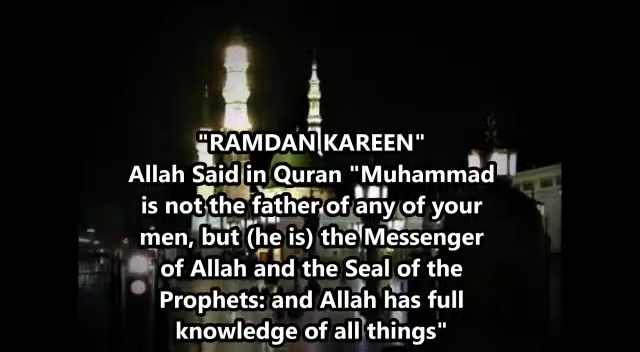 "RAMDAN KAREEN"
Allah Said in Quran "Muhammad
is not the father of any of your
men, but (he is) the Messenger
of Allah and the Seal of the
Prophets: and Allah has full
knowledge of all things"